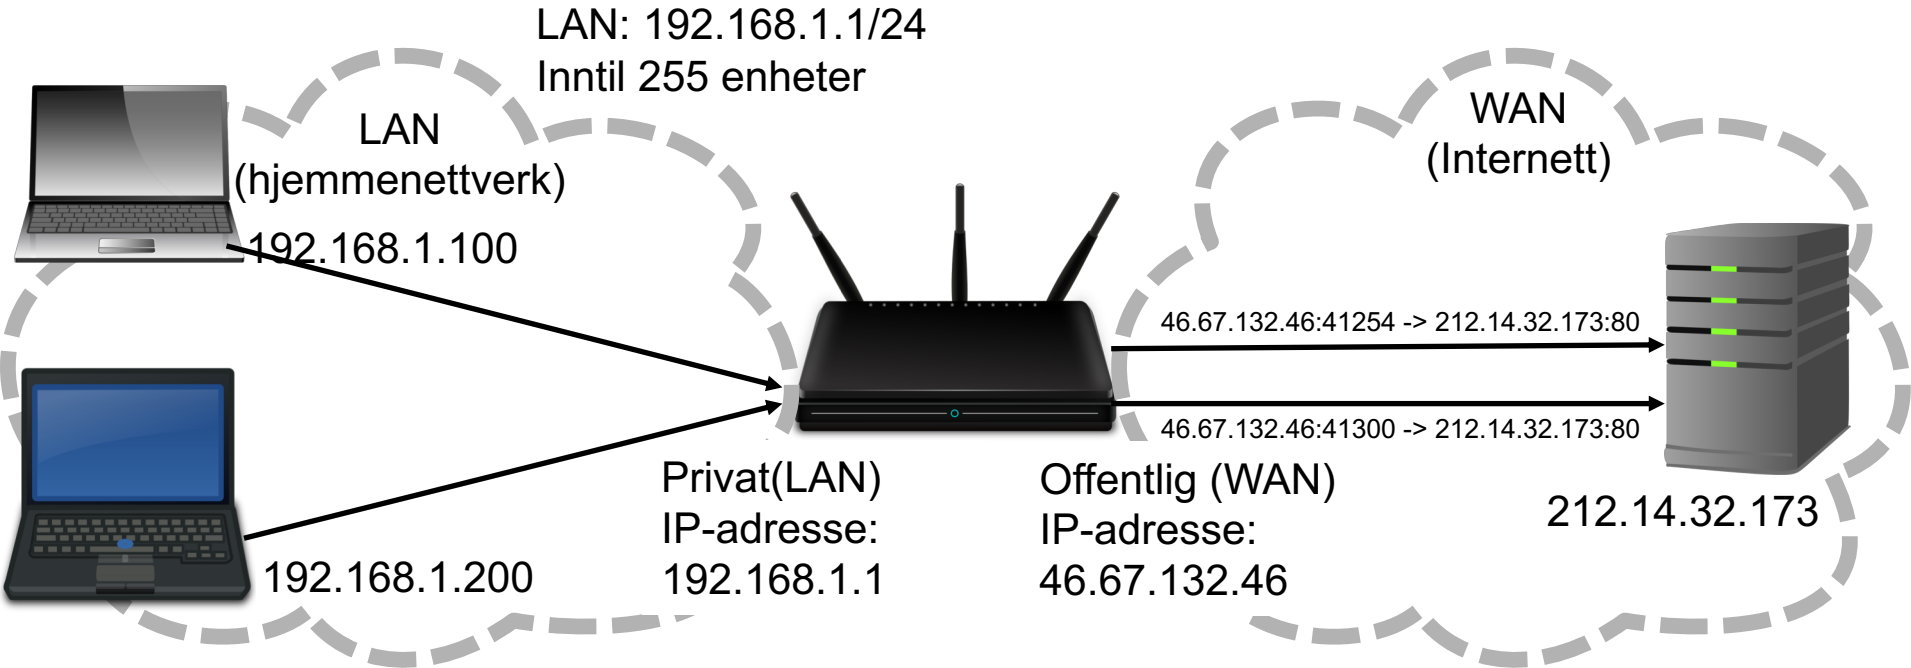 LAN: 192.168.1.1/24
Inntil 255 enheter
LAN
(hjemmenettverk)
192.168.1.100
192.168.1.200
Privat(LAN)
IP-adresse:
192.168.1.1
Offentlig (WAN)
IP-adresse:
46.67.132.46
WAN
(Internett)
46.67.132.46:41254 -> 212.14.32.173:80
46.67.132.46:41300 -> 212.14.32.173:80
212.14.32.173